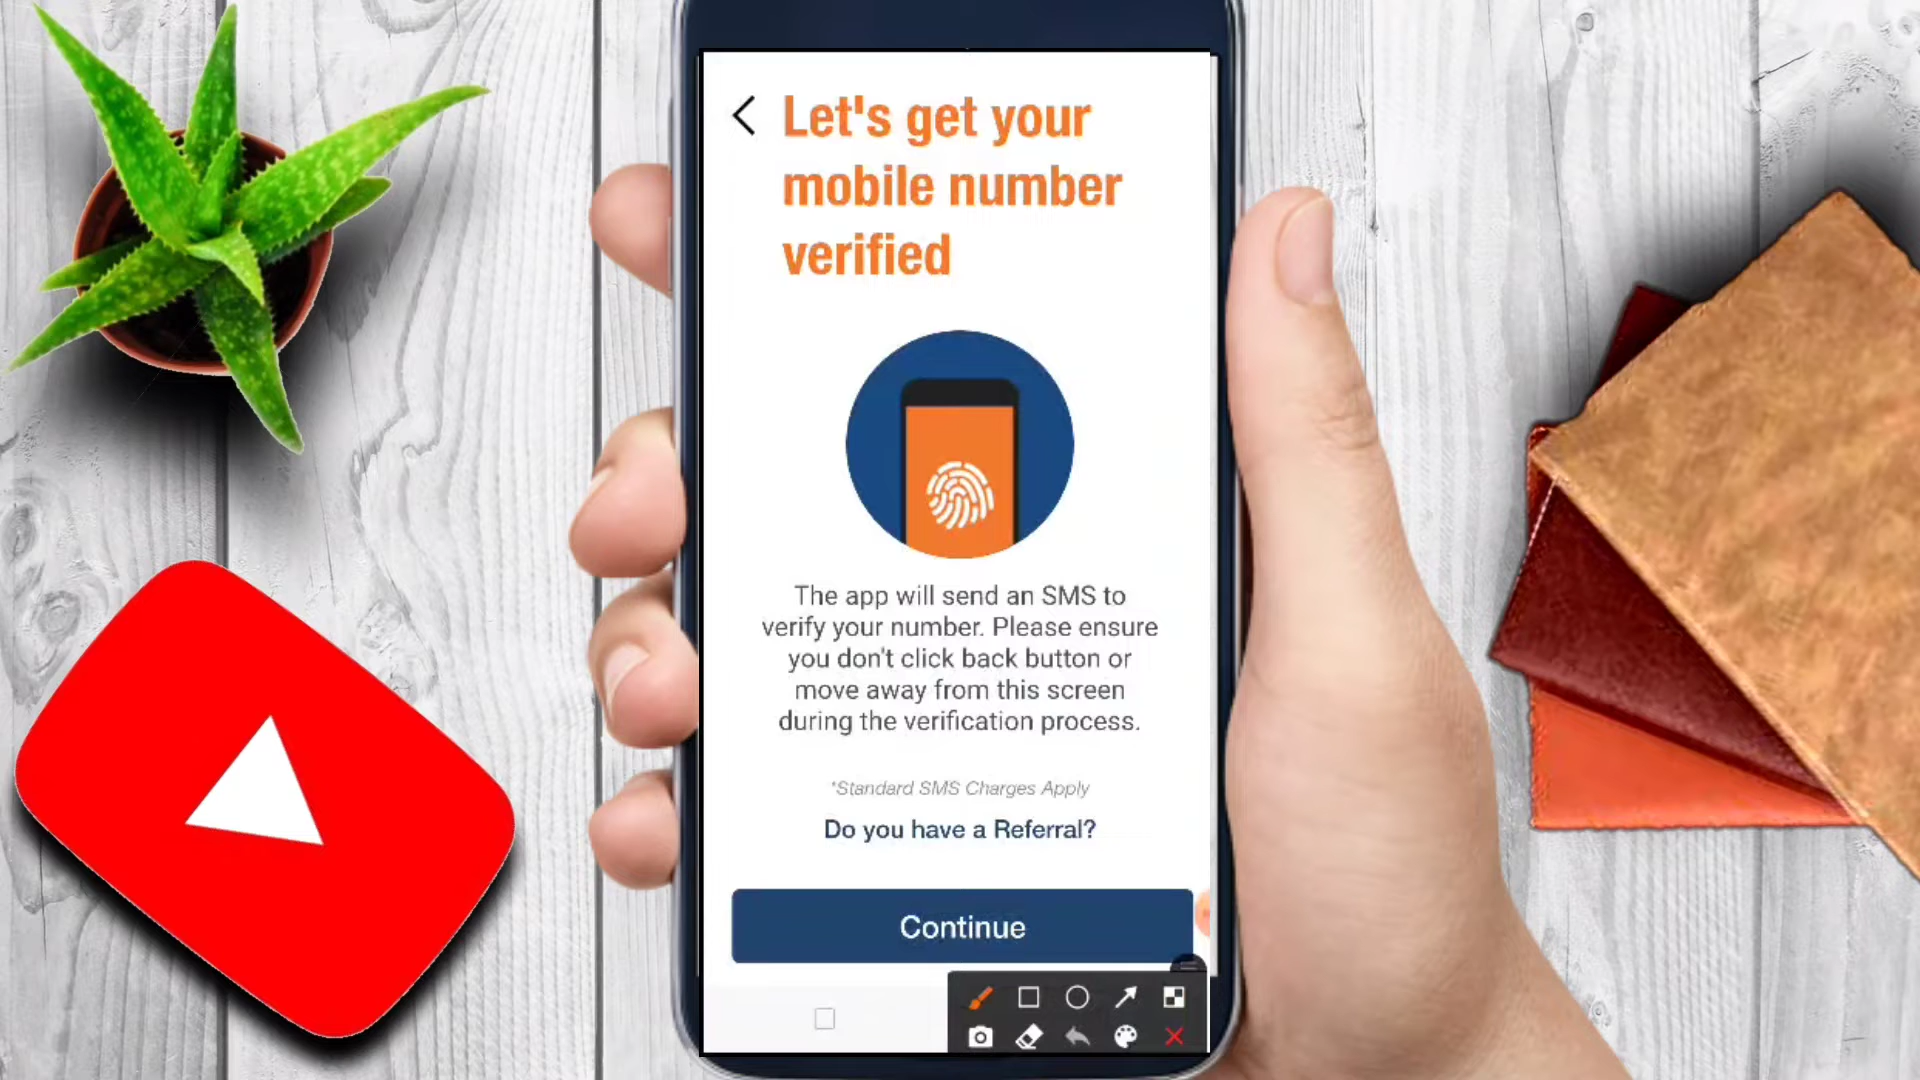 Let's get your
mobile number
verified
The app will send an SMS to
verify your number. Please ensure
you don't click back button or
move away from this screen
during the verification process.
*Standard SMS Charges Apply
Do you have a Referral?
Continue